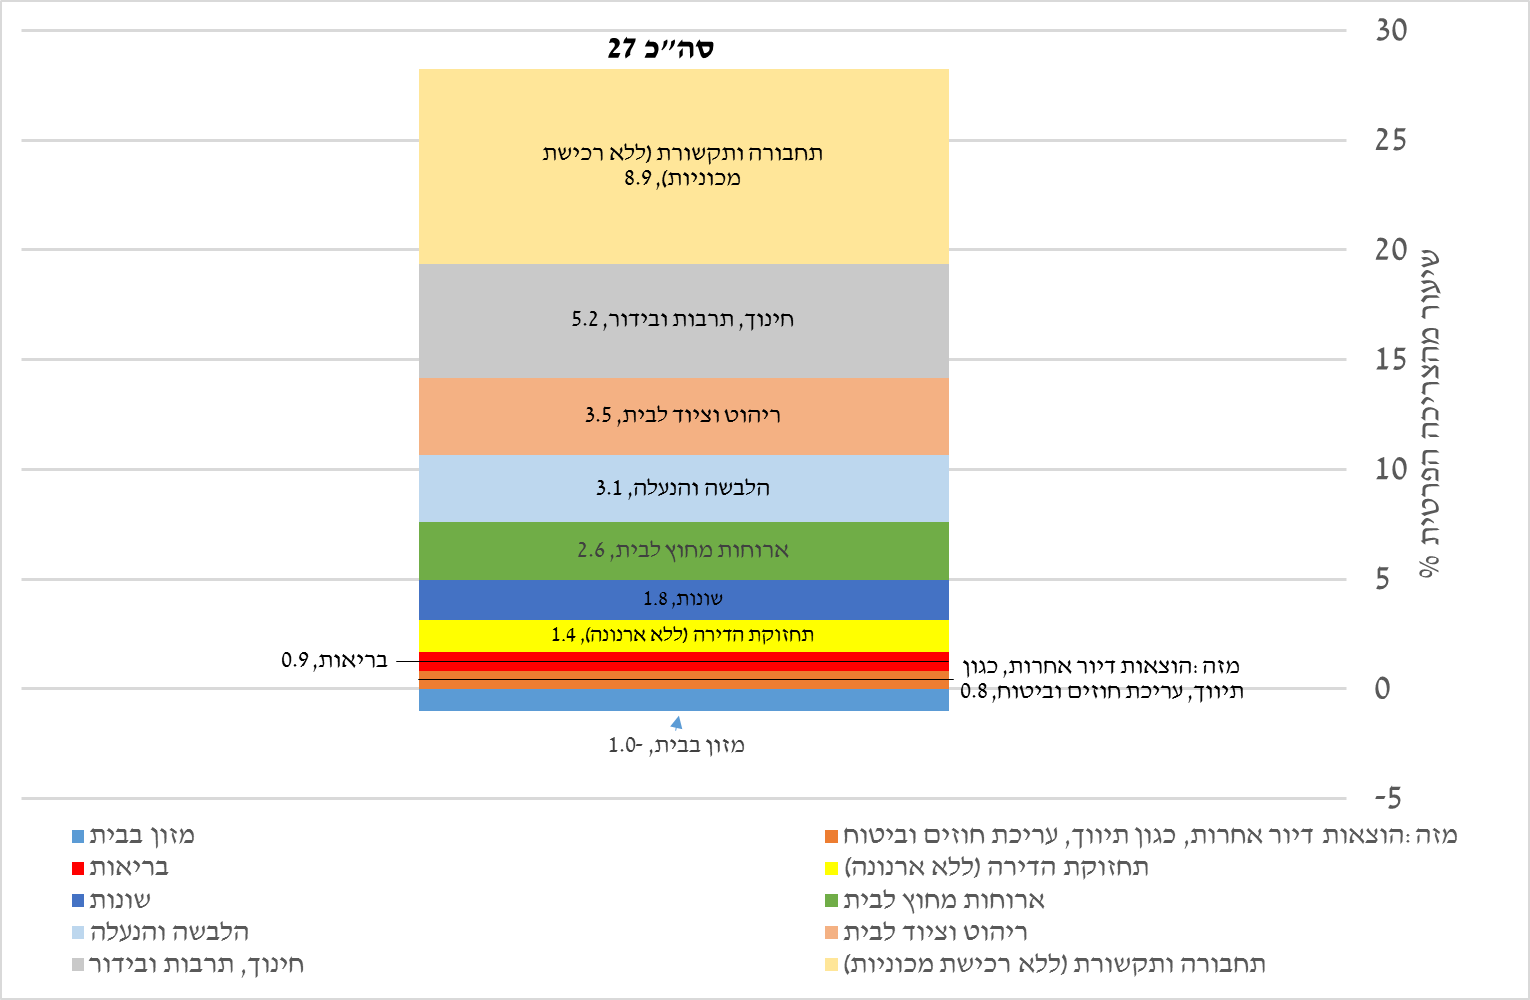 סה"כ 27
30
25
20
15
10
5
0
-5
שיעור מהצריכה הפרטית %
תחבורה ותקשורת (ללא רכישת
מכוניות), 8.9
חינוך, תרבות ובידור, 5.2
ריהוט וציוד לבית, 3.5
הלבשה והנעלה, 3.1
ארוחות מחוץ לבית, 2.6
שונות, 1.8
תחזוקת הדירה (ללא ארנונה), 1.4
בריאות, 0.9
מזה :הוצאות דיור אחרות, כגון
תיווך, עריכת חוזים וביטוח, 0.8
מזון בבית, -1.0
מזה :הוצאות דיור אחרות, כגון תיווך, עריכת חוזים וביטוח
מזון בבית
תחזוקת הדירה (ללא ארנונה)
בריאות
ארוחות מחוץ לבית
שונות
ריהוט וציוד לבית
הלבשה והנעלה
תחבורה ותקשורת (ללא רכישת מכוניות)
חינוך, תרבות ובידור